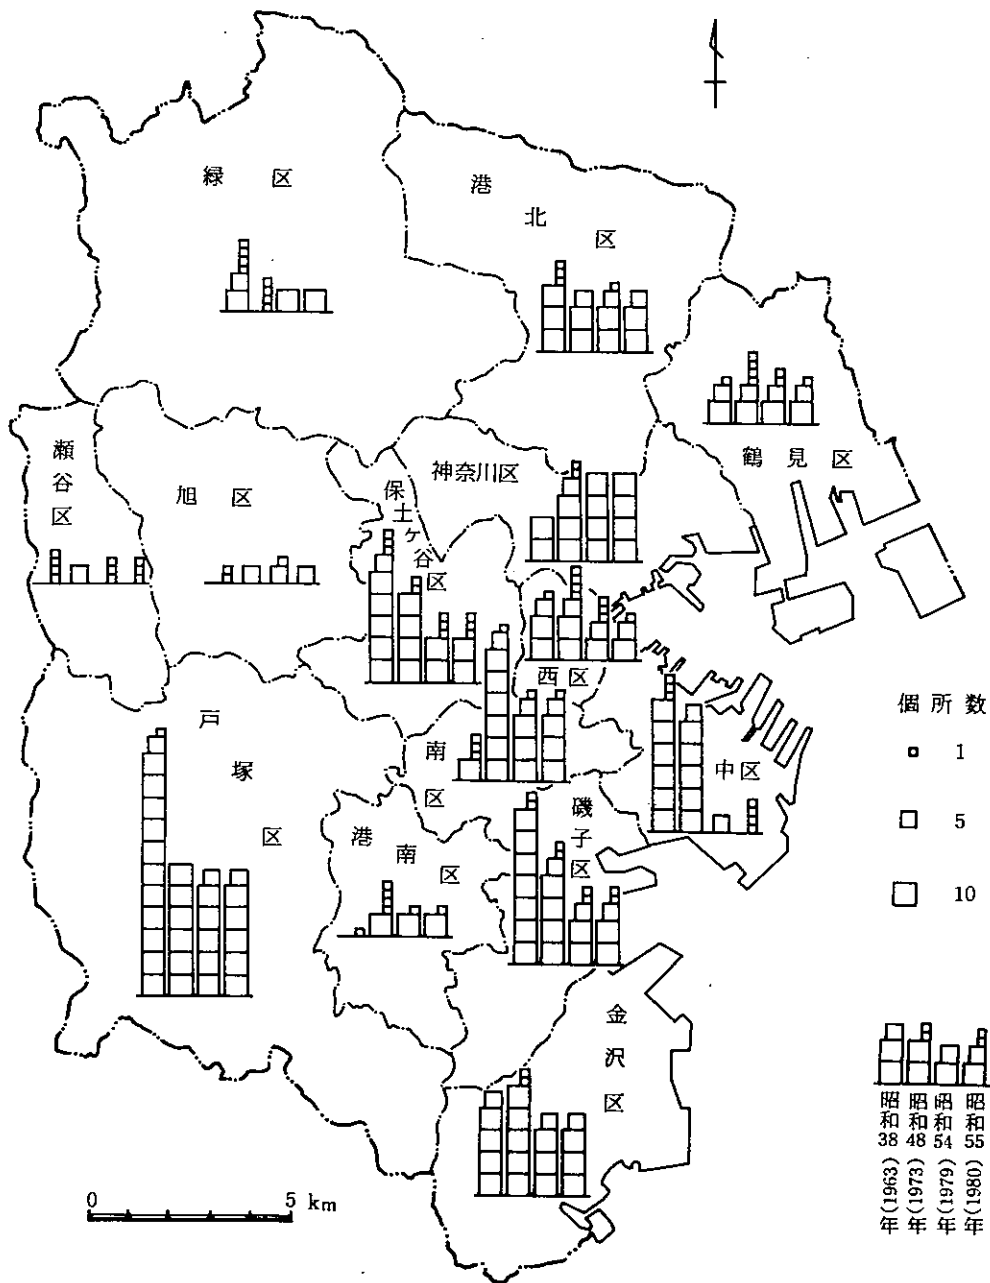 緑区
港北区
鶴見区
神奈川区
保土ヶ谷区
瀬谷区
旭区
西区
戸塚区
南区
中区
磯子区
港南区
金沢区
個所数
1
5
10
昭和38年(1963)
昭和48年(1973)
昭和54年(1979)
昭和55年(1980)
0 5 km